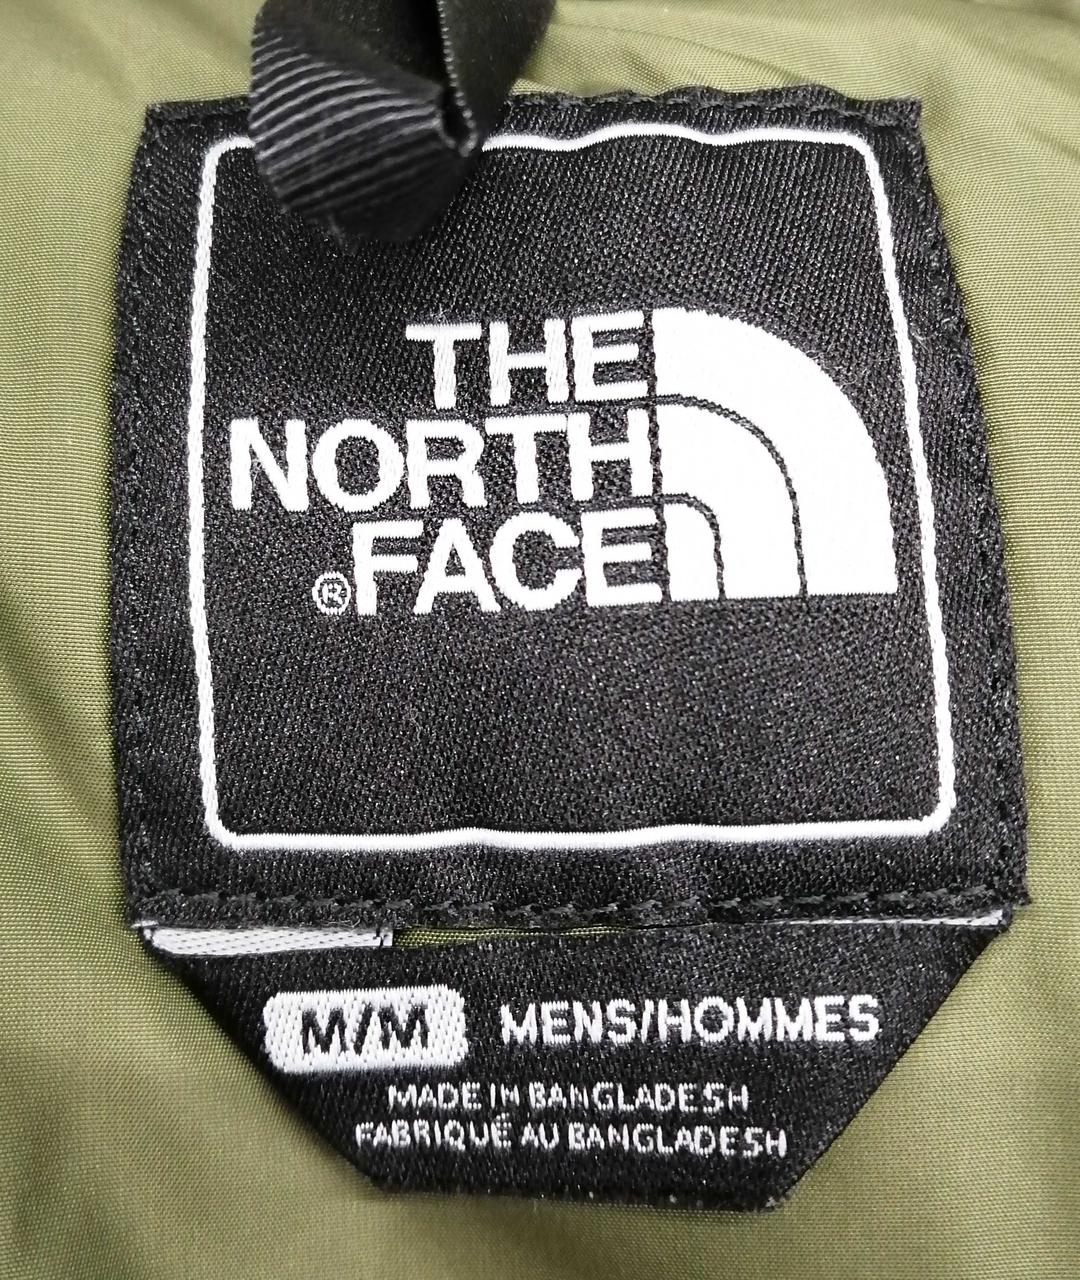 THE
NORTH
®FACE
M/M MENS/HOMMES
MADE IN BANGLADESH
FABRIQUÉ AU BANGLADESH